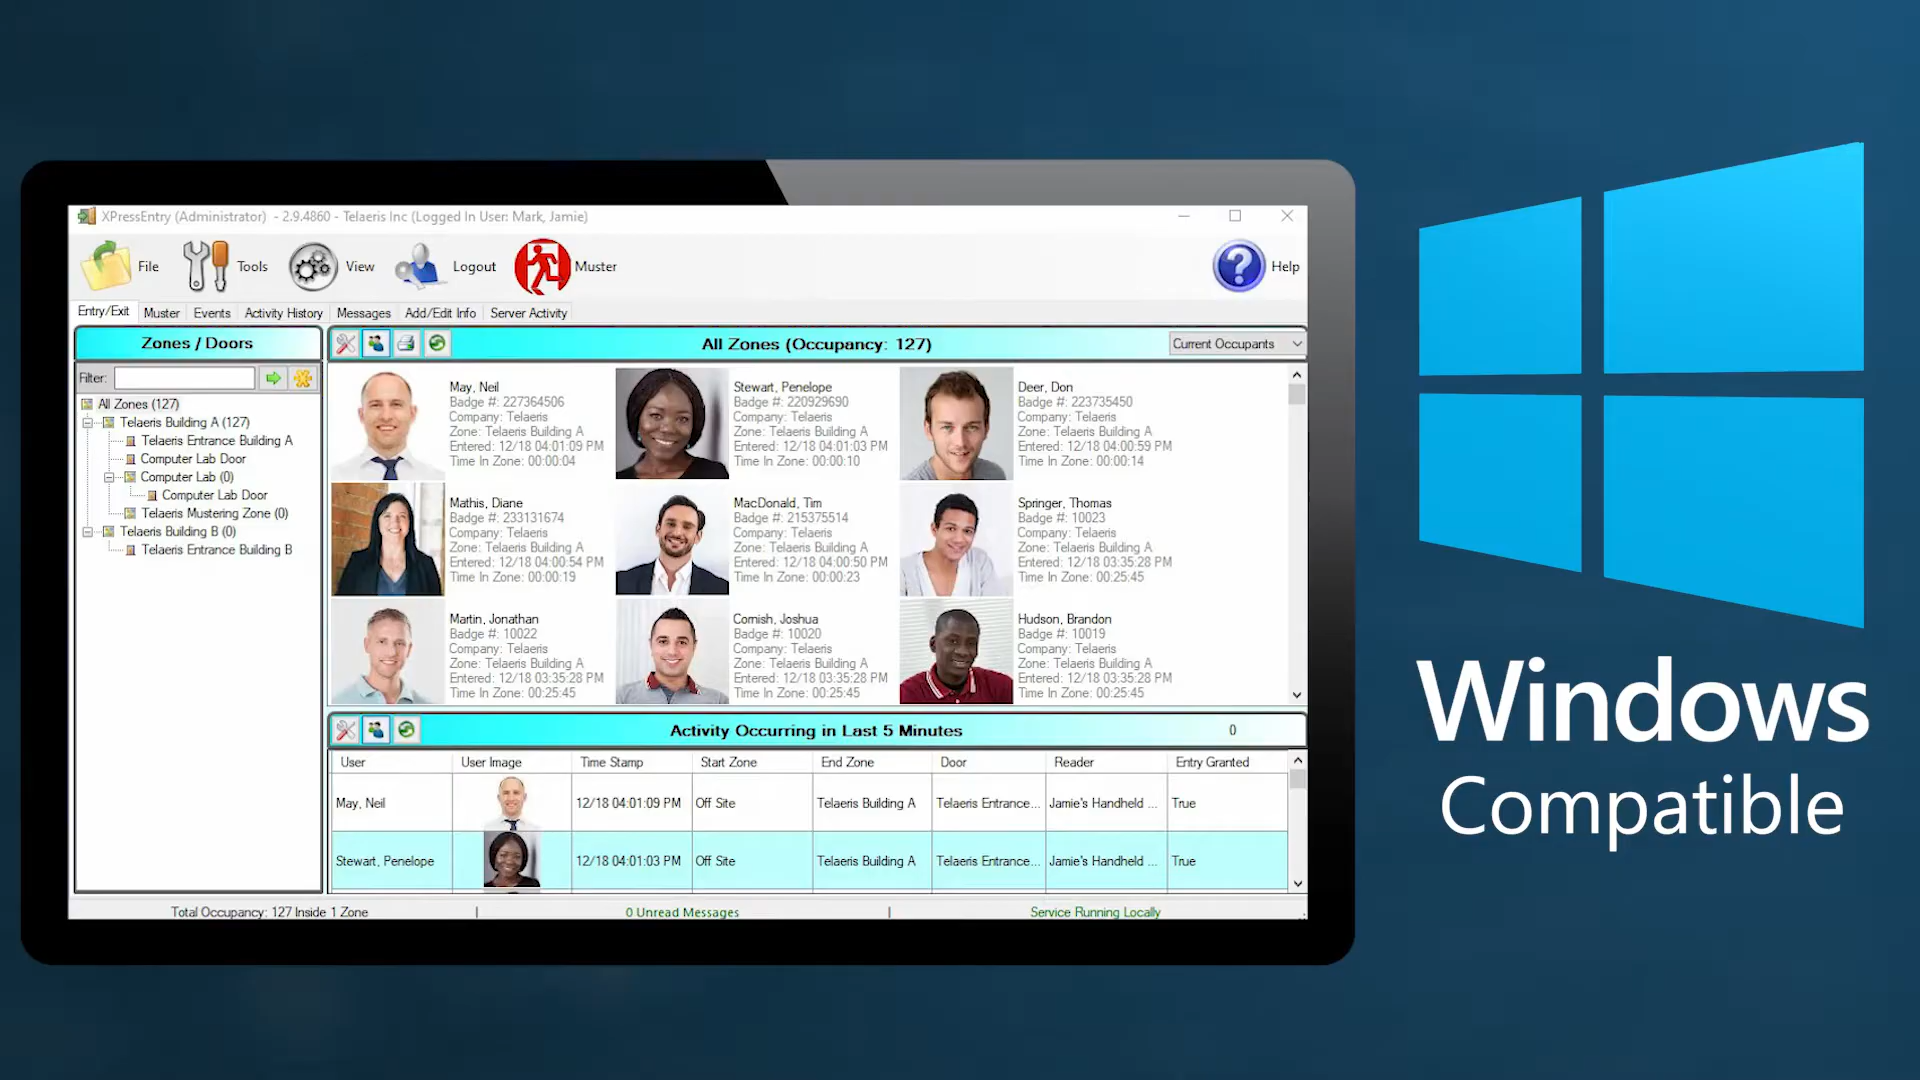 XPressEntry (Administrator) - 2.9.4860 - Telaeris Inc (Logged In User: Mark, Jamie)
File Tools View Logout Muster Help
Entry/Exit Muster Events Activity History Messages Add/Edit Info Server Activity
Zones / Doors
Filter:
All Zones (127)
Telaeris Building A (127)
Telaeris Entrance Building A
Computer Lab Door
Computer Lab (0)
Computer Lab Door
Telaeris Mustering Zone (0)
Telaeris Building B (0)
Telaeris Entrance Building B
All Zones (Occupancy: 127)
Current Occupants
May, Neil
Badge #: 227364506
Company: Telaeris
Zone: Telaeris Building A
Entered: 12/18 04:01:09 PM
Time In Zone: 00:00:04
Stewart, Penelope
Badge #: 220929690
Company: Telaeris
Zone: Telaeris Building A
Entered: 12/18 04:01:03 PM
Time In Zone: 00:00:10
Deer, Don
Badge #: 223735450
Company: Telaeris
Zone: Telaeris Building A
Entered: 12/18 04:00:59 PM
Time In Zone: 00:00:14
Mathis, Diane
Badge #: 233131674
Company: Telaeris
Zone: Telaeris Building A
Entered: 12/18 04:00:54 PM
Time In Zone: 00:00:19
MacDonald, Tim
Badge #: 215375514
Company: Telaeris
Zone: Telaeris Building A
Entered: 12/18 04:00:50 PM
Time In Zone: 00:00:23
Springer, Thomas
Badge #: 10023
Company: Telaeris
Zone: Telaeris Building A
Entered: 12/18 03:35:28 PM
Time In Zone: 00:25:45
Martin, Jonathan
Badge #: 10022
Company: Telaeris
Zone: Telaeris Building A
Entered: 12/18 03:35:28 PM
Time In Zone: 00:25:45
Cornish, Joshua
Badge #: 10020
Company: Telaeris
Zone: Telaeris Building A
Entered: 12/18 03:35:28 PM
Time In Zone: 00:25:45
Hudson, Brandon
Badge #: 10019
Company: Telaeris
Zone: Telaeris Building A
Entered: 12/18 03:35:28 PM
Time In Zone: 00:25:45
Activity Occurring in Last 5 Minutes 0
User User Image Time Stamp Start Zone End Zone Door Reader Entry Granted
May, Neil 12/18 04:01:09 PM Off Site Telaeris Building A Telaeris Entrance... Jamie's Handheld ... True
Stewart, Penelope 12/18 04:01:03 PM Off Site Telaeris Building A Telaeris Entrance... Jamie's Handheld ... True
Total Occupancy: 127 Inside 1 Zone | 0 Unread Messages | Service Running Locally
Windows
Compatible